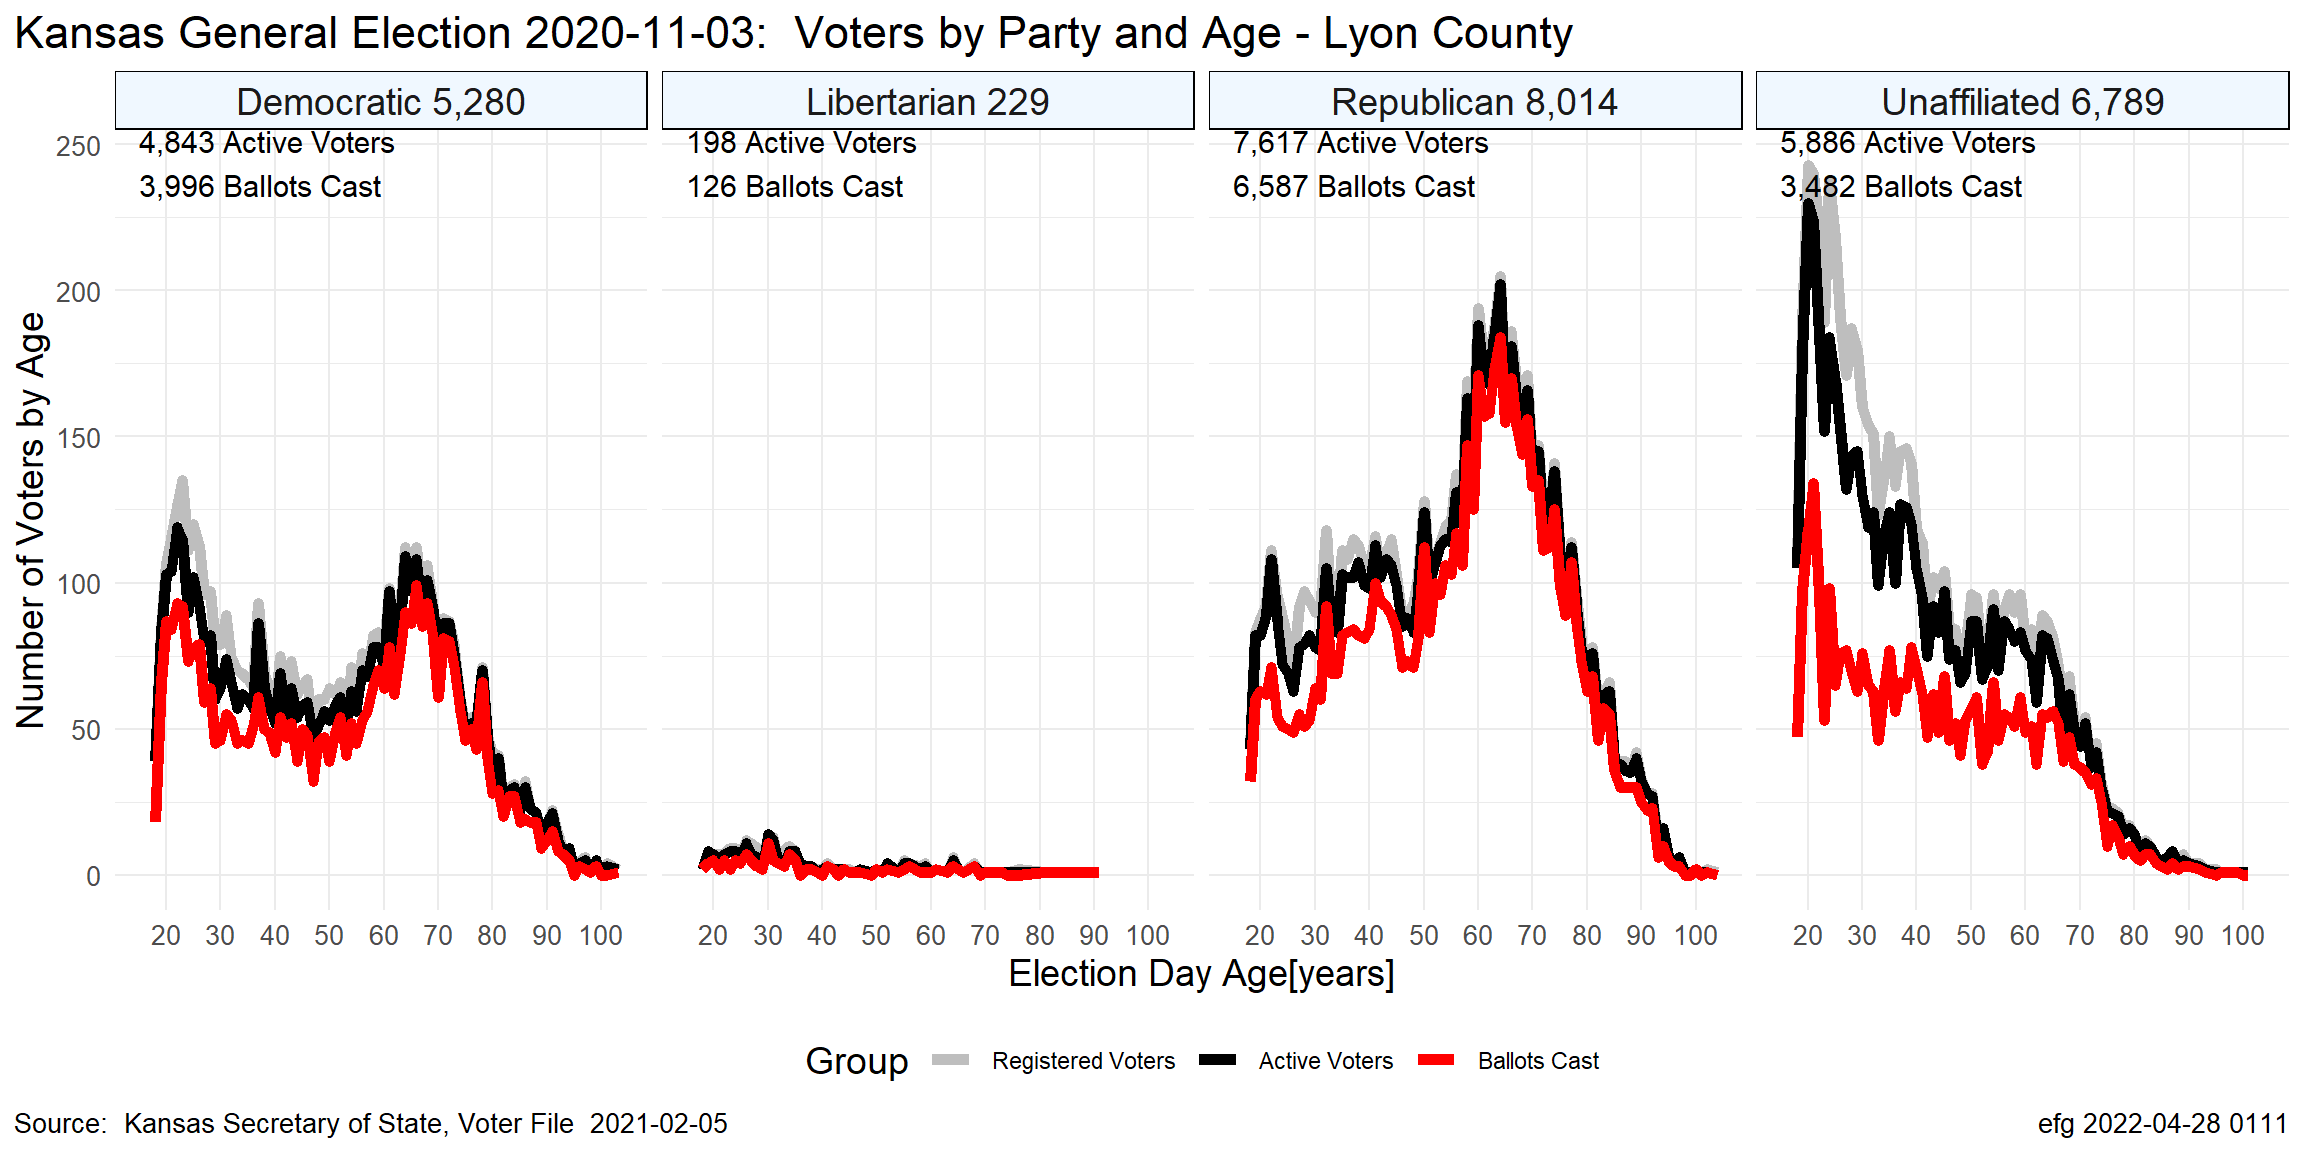 Kansas General Election 2020-11-03:  Voters by Party and Age - Lyon County
Democratic 5,280
Libertarian 229
Republican 8,014
Unaffiliated 6,789
4,843 Active Voters
3,996 Ballots Cast
198 Active Voters
126 Ballots Cast
7,617 Active Voters
6,587 Ballots Cast
5,886 Active Voters
3,482 Ballots Cast
Number of Voters by Age
250
200
150
100
50
0
20 30 40 50 60 70 80 90 100
20 30 40 50 60 70 80 90 100
20 30 40 50 60 70 80 90 100
20 30 40 50 60 70 80 90 100
Election Day Age[years]
Group Registered Voters Active Voters Ballots Cast
Source:  Kansas Secretary of State, Voter File  2021-02-05
efg 2022-04-28 0111